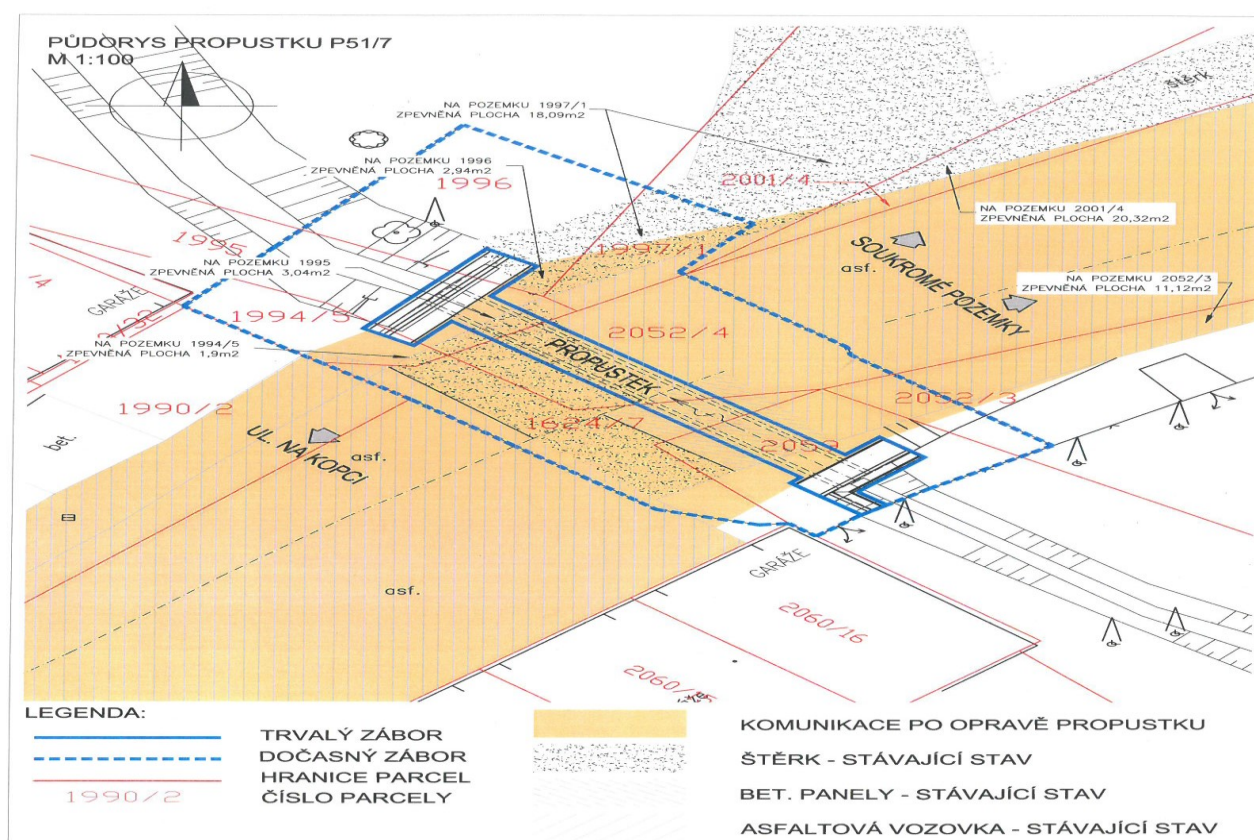 PŮDORYS PROPUSTKU P51/7
M 1:100
štěrk
NA POZEMKU 1997/1
ZPEVNĚNÁ PLOCHA 18,09m2
NA POZEMKU 1996
ZPEVNĚNÁ PLOCHA 2,94m2
1996
2001/4
NA POZEMKU 2001/4
ZPEVNĚNÁ PLOCHA 20,32m2
1995
1997/1
SOUKROMÉ POZEMKY
NA POZEMKU 1995
ZPEVNĚNÁ PLOCHA 3,04m2
asf.
NA POZEMKU 2052/3
ZPEVNĚNÁ PLOCHA 11,12m2
GARÁŽE
1994/5
2052/4
NA POZEMKU 1994/5
ZPEVNĚNÁ PLOCHA 1,9m2
PROPUSTEK
1990/2
2052/3
1624/7
bet.
UL. NA KOPCI
asf.
2059
GARÁŽE
asf.
2060/16
LEGENDA:
TRVALÝ ZÁBOR
DOČASNÝ ZÁBOR
HRANICE PARCEL
1990/2
ČÍSLO PARCELY
KOMUNIKACE PO OPRAVĚ PROPUSTKU
ŠTĚRK - STÁVAJÍCÍ STAV
BET. PANELY - STÁVAJÍCÍ STAV
ASFALTOVÁ VOZOVKA - STÁVAJÍCÍ STAV